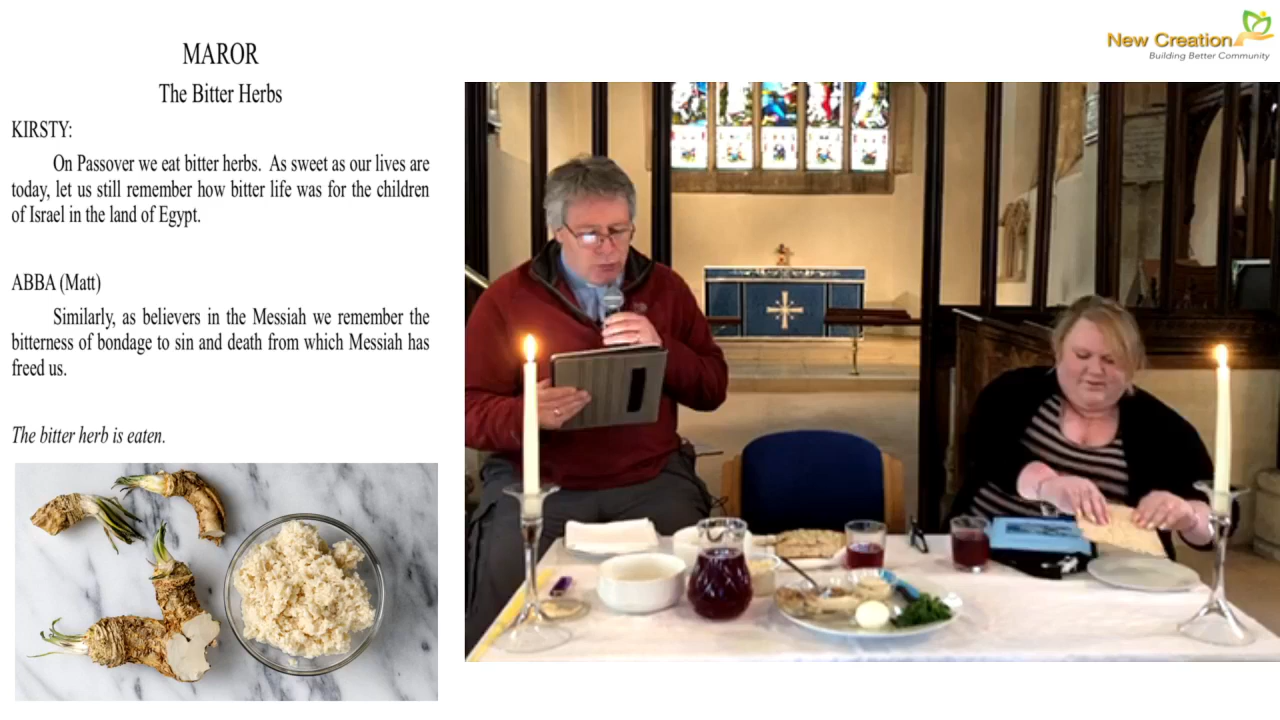 MAROR
The Bitter Herbs
KIRSTY:
On Passover we eat bitter herbs. As sweet as our lives are
today, let us still remember how bitter life was for the children
of Israel in the land of Egypt.
ABBA (Matt)
Similarly, as believers in the Messiah we remember the
bitterness of bondage to sin and death from which Messiah has
freed us.
The bitter herb is eaten.
New Creation
Building Better Community